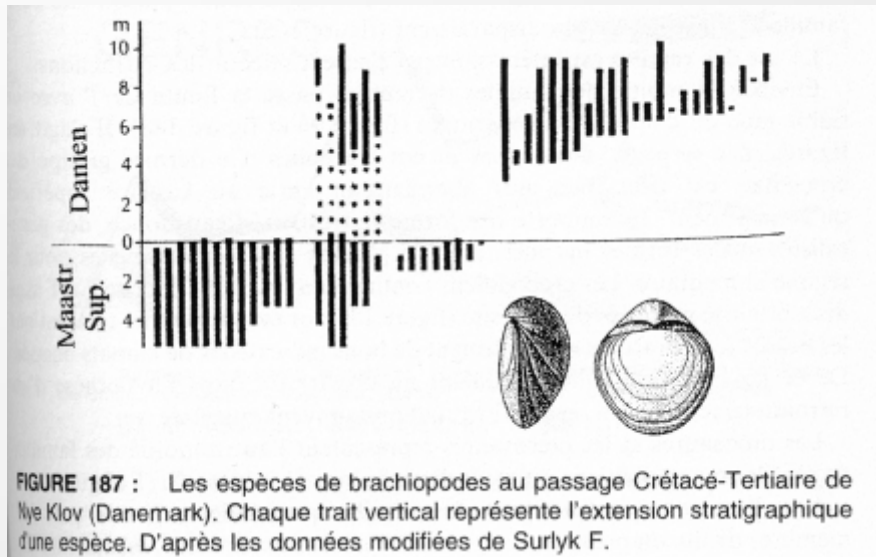 m
10
8
6
4
2
0
2
4
Danien
Maastr
Sup.
FIGURE 187 : Les espèces de brachiopodes au passage Crétacé-Tertiaire de
Nye Klov (Danemark). Chaque trait vertical représente l'extension stratigraphique
d'une espèce. D'après les données modifiées de Surlyk F.